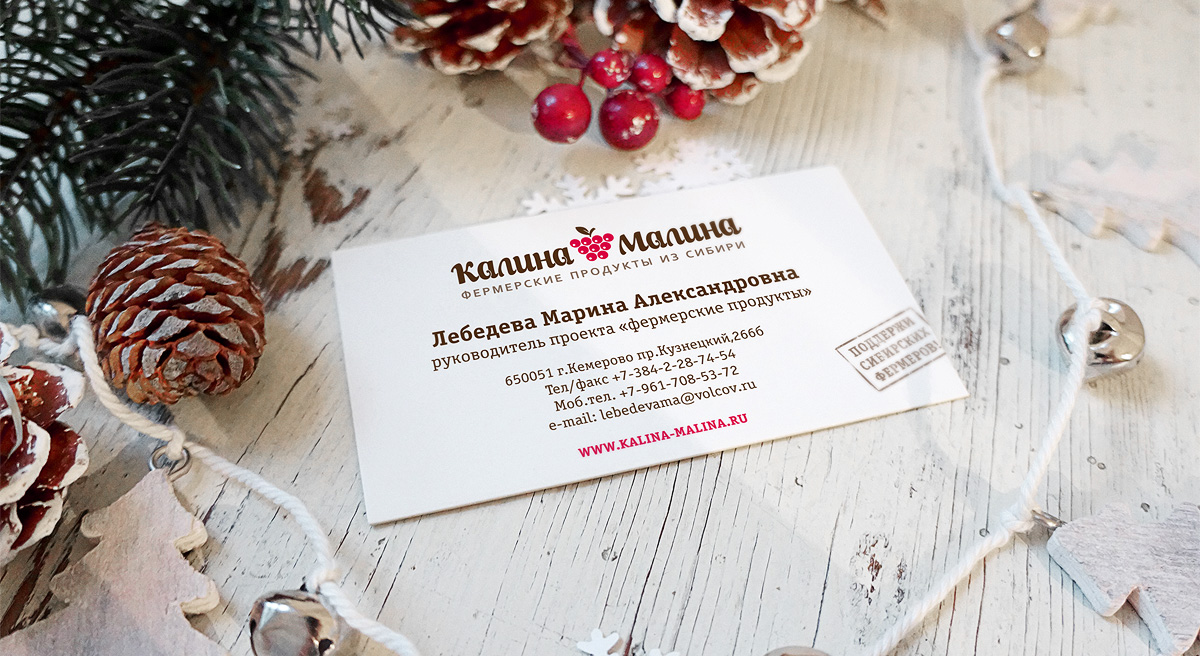 Калина Малина
ФЕРМЕРСКИЕ ПРОДУКТЫ ИЗ СИБИРИ
Лебедева Марина Александровна
руководитель проекта «фермерские продукты»
650051 г.Кемерово пр.Кузнецкий,2666
Тел/факс +7-384-2-28-74-54
Моб.тел. +7-961-708-53-72
e-mail: lebedevama@volcov.ru
WWW.KALINA-MALINA.RU
ПОДДЕРЖИ
СИБИРСКИХ
ФЕРМЕРОВ!